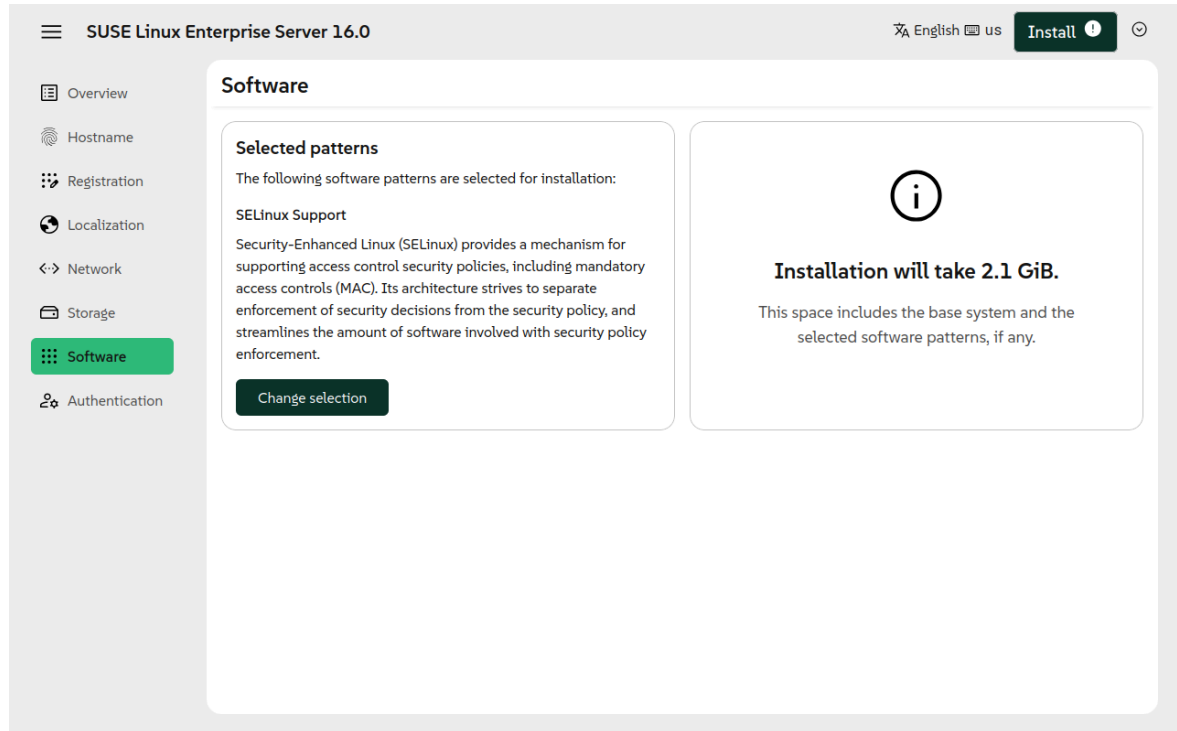 SUSE Linux Enterprise Server 16.0
English us
Install
Overview
Hostname
Registration
Localization
Network
Storage
Software
Authentication
Software
Selected patterns
The following software patterns are selected for installation:
SELinux Support
Security-Enhanced Linux (SELinux) provides a mechanism for
supporting access control security policies, including mandatory
access controls (MAC). Its architecture strives to separate
enforcement of security decisions from the security policy, and
streamlines the amount of software involved with security policy
enforcement.
Change selection
Installation will take 2.1 GiB.
This space includes the base system and the
selected software patterns, if any.